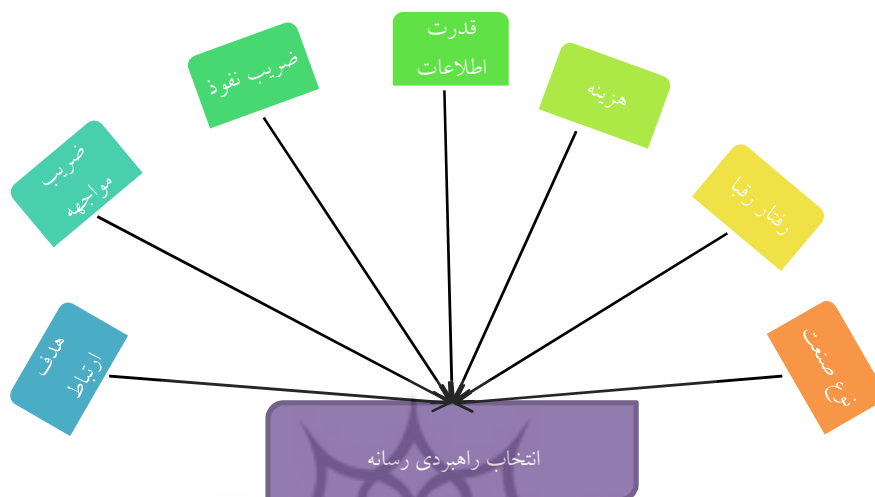 قدرت
اطلاعات
ضریب نفوذ
هزینه
ضریب
مواجهه
رفتار رقبا
هدف
ارتباط
نوع صنعت
انتخاب راهبردی رسانه